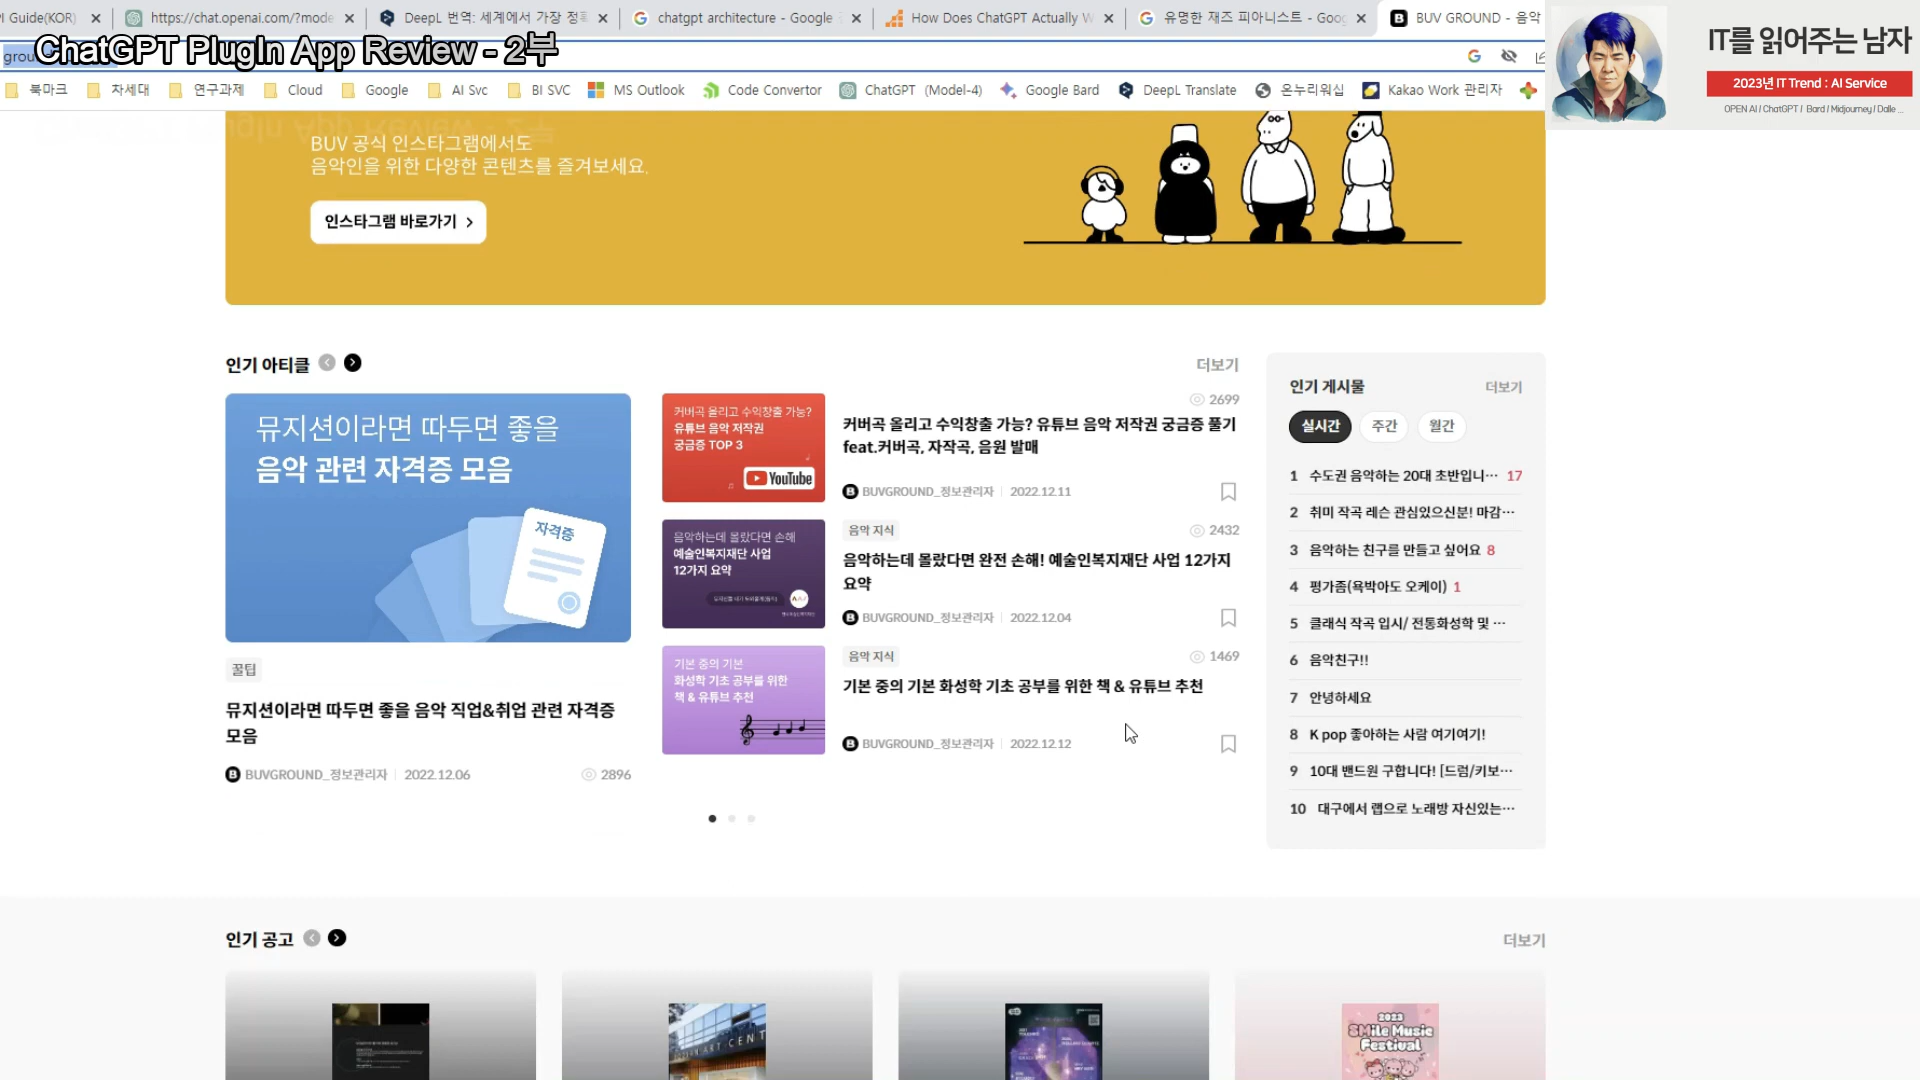 I Guide(KOR)
https://chat.openai.com/?mode
DeepL 번역: 세계에서 가장 정확
chatgpt architecture - Google
How Does ChatGPT Actually W
유명한 재즈 피아니스트 - Goog
BUV GROUND - 음악
ChatGPT PlugIn App Review - 2부
북마크
차세대
연구과제
Cloud
Google
AI Svc
BI SVC
MS Outlook
Code Convertor
ChatGPT (Model-4)
Google Bard
DeepL Translate
온누리워십
Kakao Work 관리자
IT를 읽어주는 남자
2023년 IT Trend : AI Service
OPEN AI / ChatGPT / Bard / Midjourney / Dalle ...
BUV 공식 인스타그램에서도
음악인을 위한 다양한 콘텐츠를 즐겨보세요.
인스타그램 바로가기 >
인기 아티클
더보기
뮤지션이라면 따두면 좋을
음악 관련 자격증 모음
자격증
꿀팁
뮤지션이라면 따두면 좋을 음악 직업&취업 관련 자격증
모음
BUVGROUND_정보관리자 2022.12.06
2896
커버곡 올리고 수익창출 가능?
유튜브 음악 저작권
궁금증 TOP 3
YouTube
2699
커버곡 올리고 수익창출 가능? 유튜브 음악 저작권 궁금증 풀기
feat.커버곡, 자작곡, 음원 발매
BUVGROUND_정보관리자 2022.12.11
음악하는데 몰랐다면 손해
예술인복지재단 사업
12가지 요약
음악 지식
2432
음악하는데 몰랐다면 완전 손해! 예술인복지재단 사업 12가지
요약
BUVGROUND_정보관리자 2022.12.04
기본 중의 기본
화성학 기초 공부를 위한
책 & 유튜브 추천
음악 지식
1469
기본 중의 기본 화성학 기초 공부를 위한 책 & 유튜브 추천
BUVGROUND_정보관리자 2022.12.12
인기 게시물
더보기
실시간
주간
월간
1 수도권 음악하는 20대 초반입니··· 17
2 취미 작곡 레슨 관심있으신분! 마감···
3 음악하는 친구를 만들고 싶어요 8
4 평가좀(욕박아도 오케이) 1
5 클래식 작곡 입시/ 전통화성학 및 ···
6 음악친구!!
7 안녕하세요
8 K pop 좋아하는 사람 여기여기!
9 10대 밴드원 구합니다! [드럼/키보···
10 대구에서 랩으로 노래방 자신있는···
인기 공고
더보기
ART CENT
2023
SMile Music
Festival